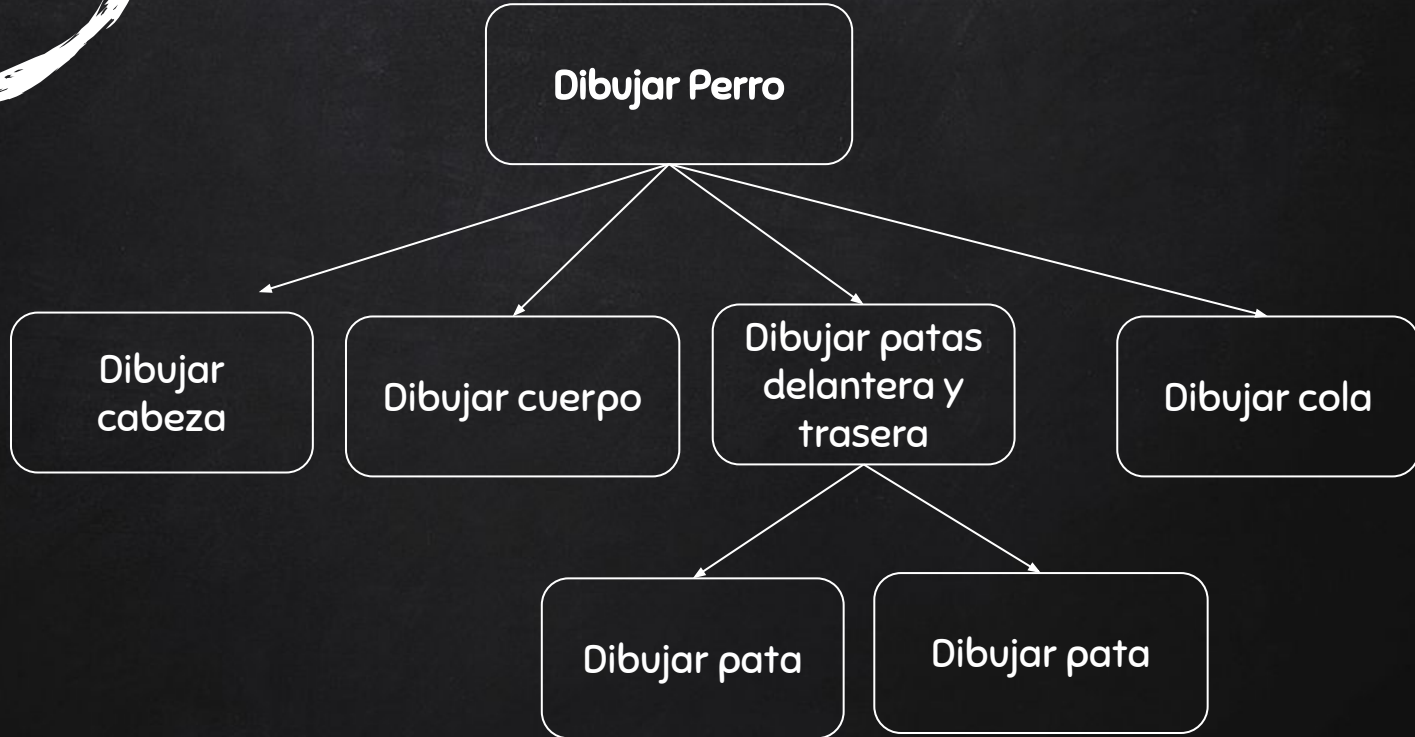 Dibujar Perro
Dibujar
cabeza
Dibujar cuerpo
Dibujar patas
delantera y
trasera
Dibujar cola
Dibujar pata
Dibujar pata